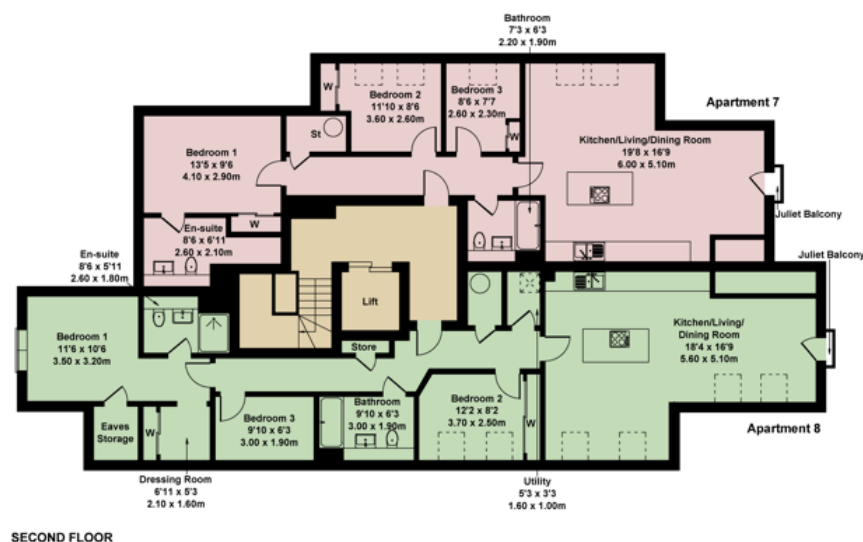 Bathroom
7'3 x 6'3
2.20 x 1.90m
Apartment 7
W
Bedroom 2
11'10 x 8'6
3.60 x 2.60m
Bedroom 3
8'6 x 7'7
2.60 x 2.30m
W
St
Bedroom 1
13'5 x 9'6
4.10 x 2.90m
Kitchen/Living/Dining Room
19'8 x 16'9
6.00 x 5.10m
Juliet Balcony
W
En-suite
8'6 x 6'11
2.60 x 2.10m
En-suite
8'6 x 5'11
2.60 x 1.80m
Juliet Balcony
Lift
Bedroom 1
11'6 x 10'6
3.50 x 3.20m
Store
Kitchen/Living/
Dining Room
18'4 x 16'9
5.60 x 5.10m
Eaves
Storage
W
Bedroom 3
9'10 x 6'3
3.00 x 1.90m
Bathroom
9'10 x 6'3
3.00 x 1.90m
Bedroom 2
12'2 x 8'2
3.70 x 2.50m
W
Apartment 8
Dressing Room
6'11 x 5'3
2.10 x 1.60m
Utility
5'3 x 3'3
1.60 x 1.00m
SECOND FLOOR